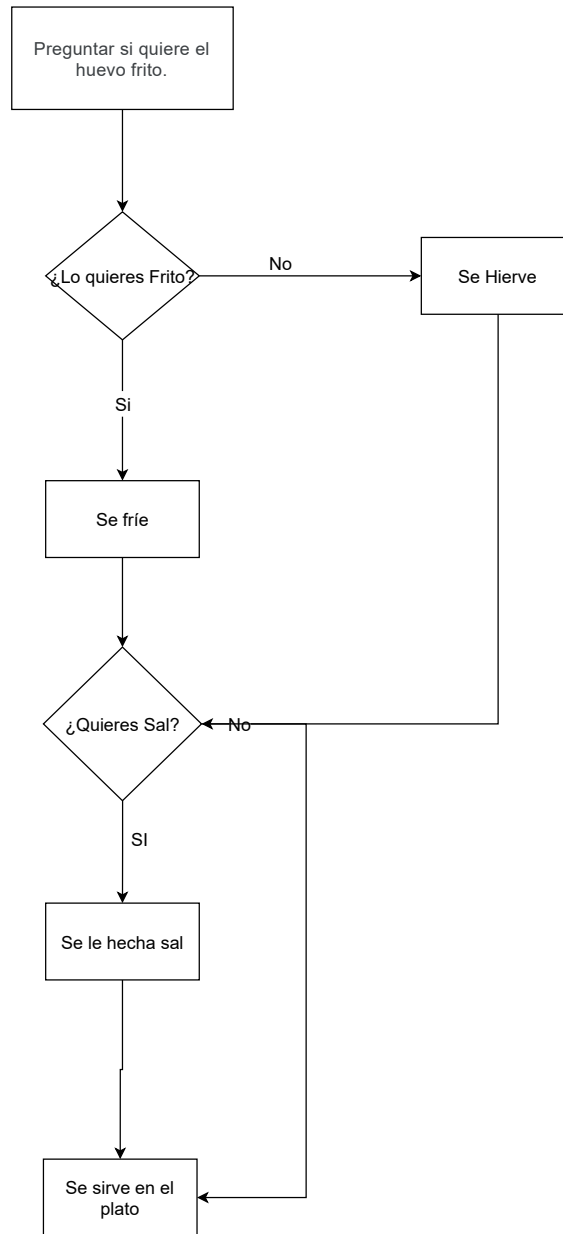 Preguntar si quiere el
huevo frito.
¿Lo quieres Frito?
No
Se Hierve
Si
Se fríe
¿Quieres Sal?
No
SI
Se le hecha sal
Se sirve en el
plato